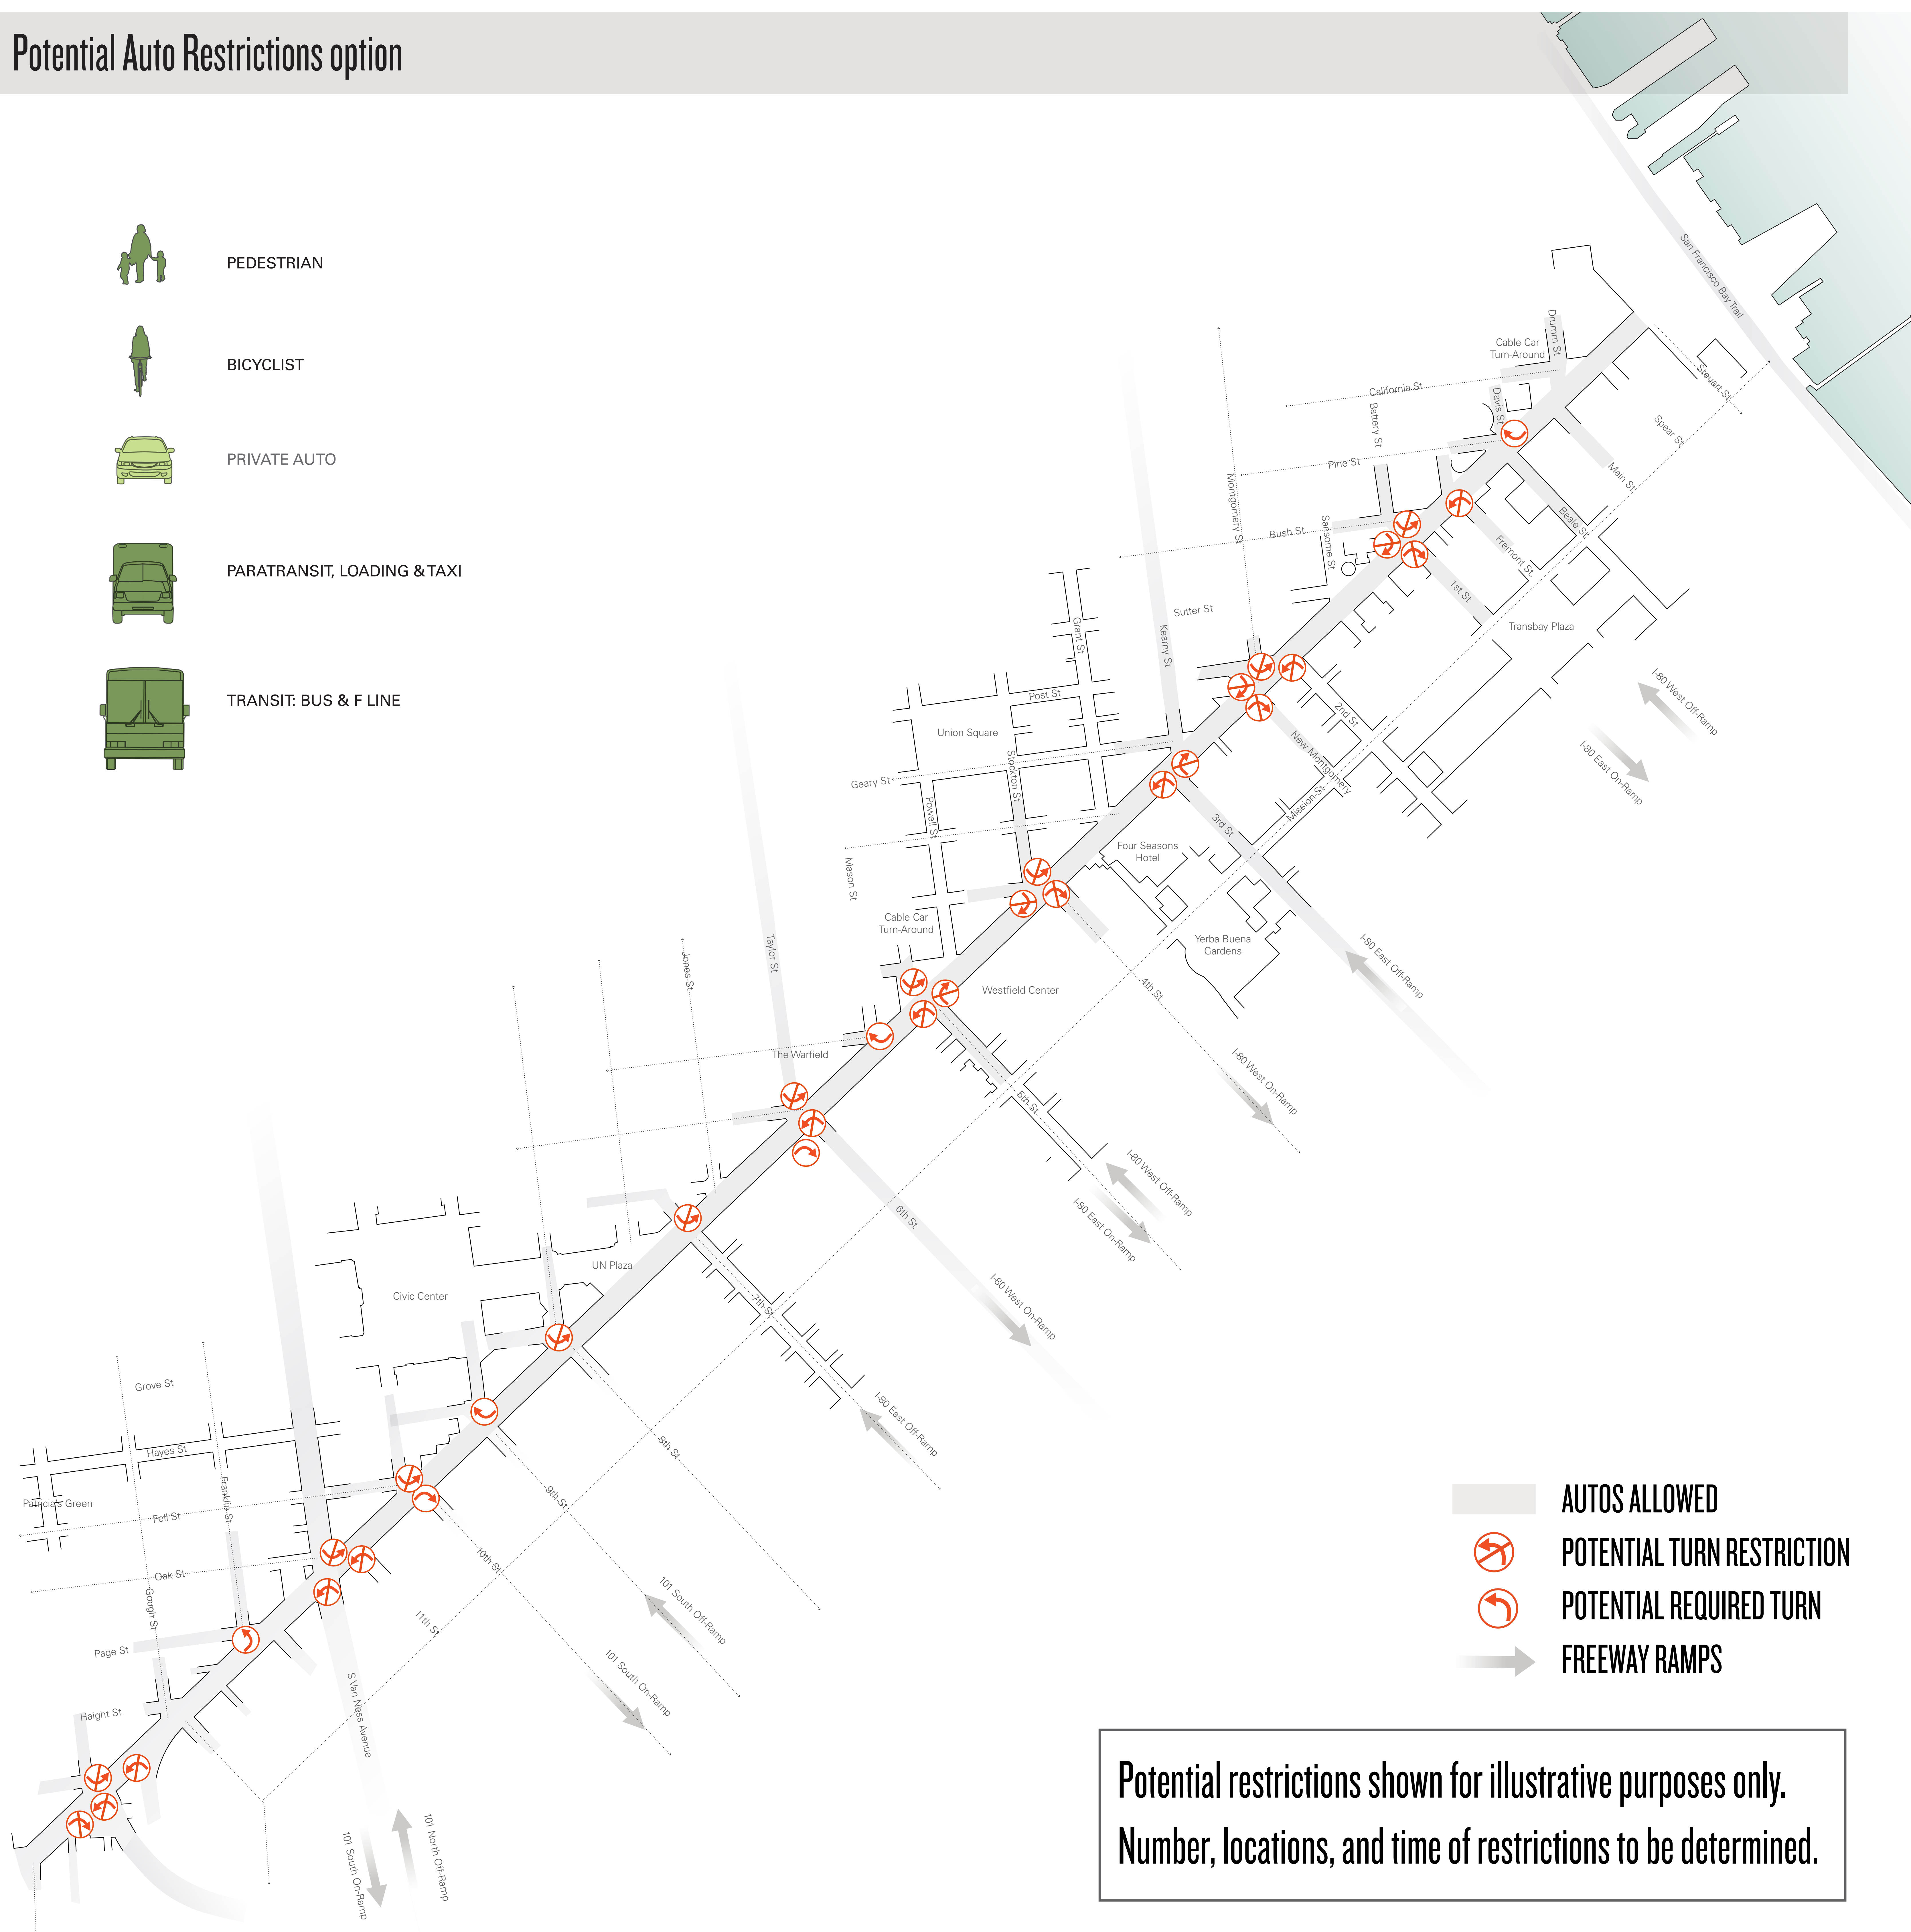 Potential Auto Restrictions option
PEDESTRIAN
BICYCLIST
PRIVATE AUTO
PARATRANSIT, LOADING & TAXI
TRANSIT: BUS & F LINE
San Francisco Bay Trail
Drumm St
Cable Car
Turn-Around
Steuart St
California St
Davis St
Battery St
Spear St
Pine St
Main St
Montgomery St
Beale St
Bush St
Sansome St
Fremont St.
1st St
Sutter St
Grant St
Kearny St
Transbay Plaza
Post St
I-80 West Off-Ramp
2nd St
Union Square
New Montgomery
I-80 East On-Ramp
Stockton St
Geary St
Powell St
Mission St
3rd St
Four Seasons
Hotel
Mason St
Cable Car
Turn-Around
Yerba Buena
Gardens
Taylor St
Jones St
I-80 East Off-Ramp
Westfield Center
4th St
The Warfield
I-80 West On-Ramp
5th St
I-80 West Off-Ramp
6th St
I-80 East On-Ramp
UN Plaza
Civic Center
7th St
I-80 West On-Ramp
Grove St
I-80 East Off-Ramp
Hayes St
8th St
Franklin St
Patricia's Green
9th St
Fell St
Oak St
10th St
Gough St
11th St
101 South Off-Ramp
Page St
101 South On-Ramp
S Van Ness Avenue
Haight St
101 North Off-Ramp
101 South On-Ramp
AUTOS ALLOWED
POTENTIAL TURN RESTRICTION
POTENTIAL REQUIRED TURN
FREEWAY RAMPS
Potential restrictions shown for illustrative purposes only.
Number, locations, and time of restrictions to be determined.